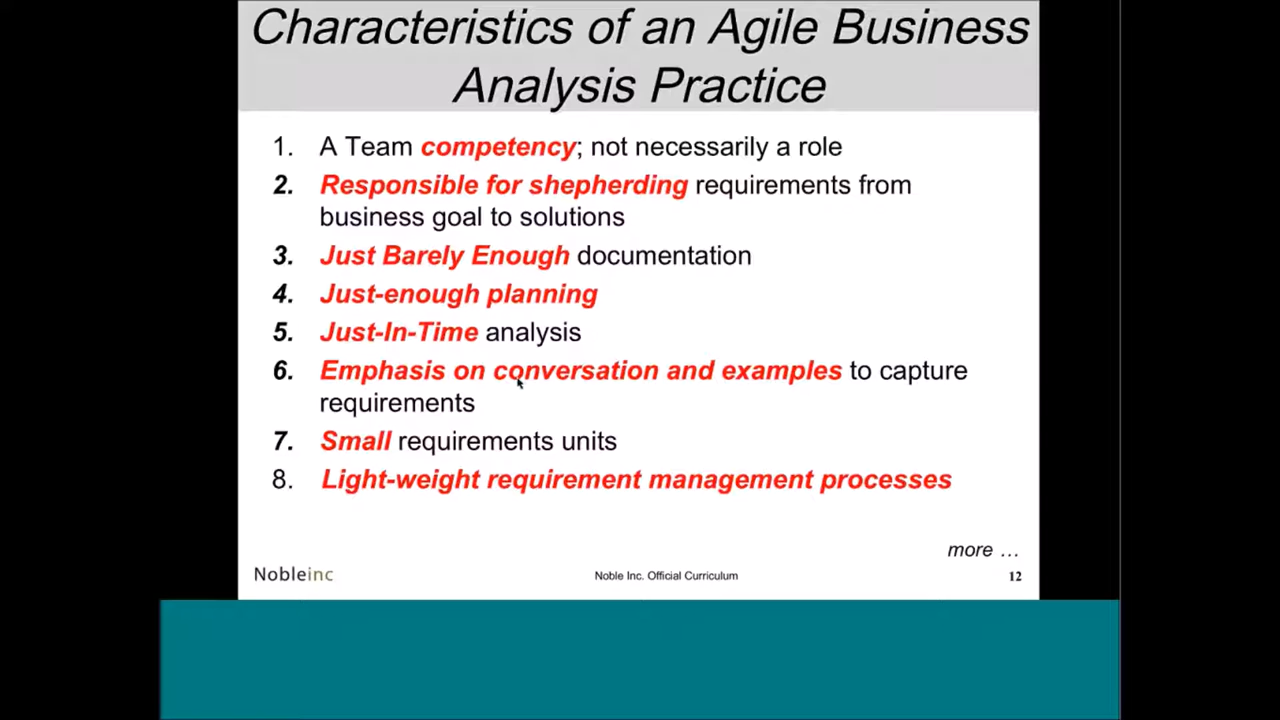 Characteristics of an Agile Business
Analysis Practice
1. A Team competency; not necessarily a role
2. Responsible for shepherding requirements from
business goal to solutions
3. Just Barely Enough documentation
4. Just-enough planning
5. Just-In-Time analysis
6. Emphasis on conversation and examples to capture
requirements
7. Small requirements units
8. Light-weight requirement management processes
more …
Nobleinc Noble Inc. Official Curriculum 12